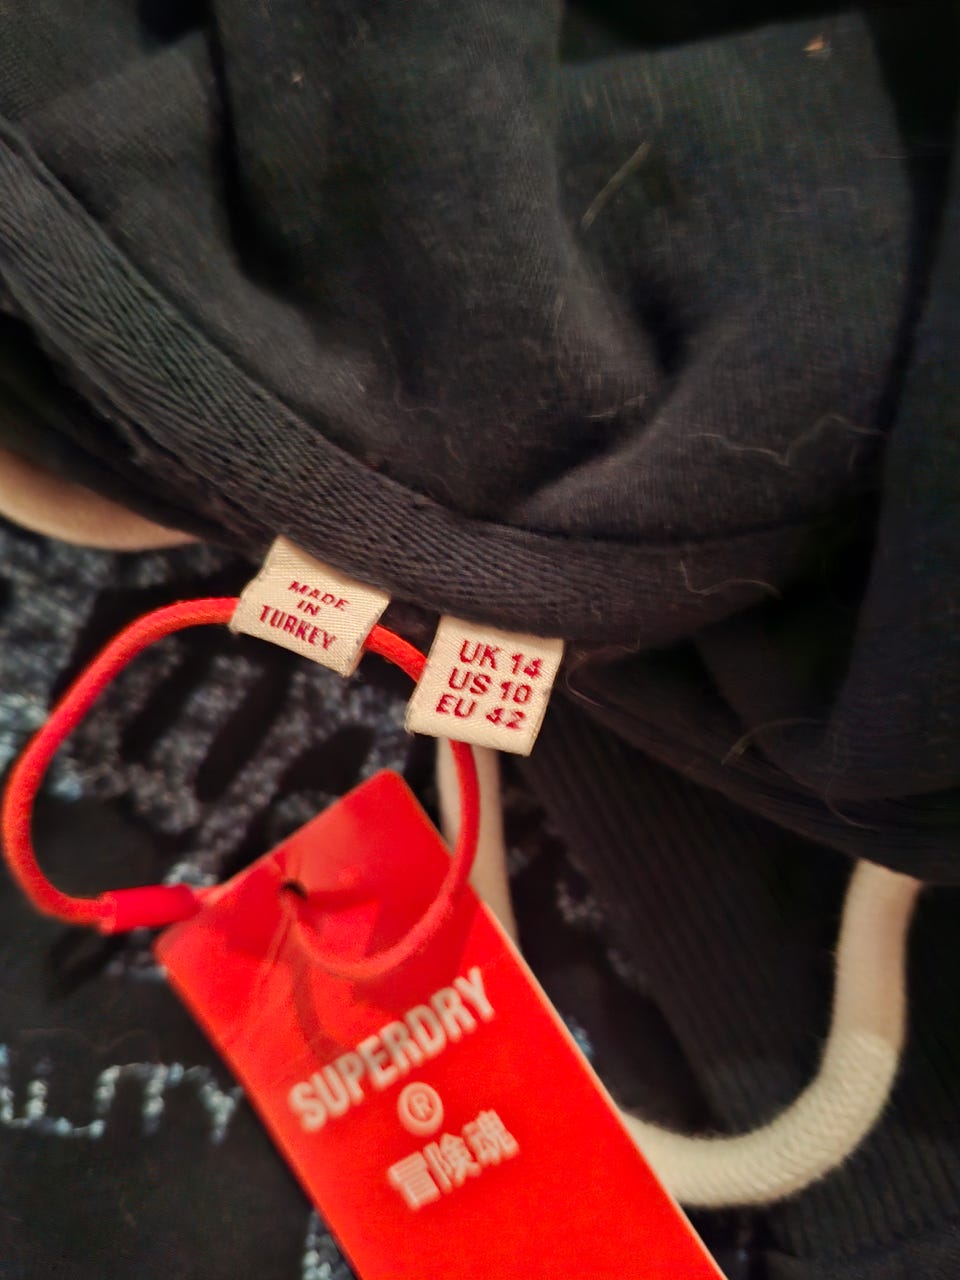 MADE
IN
TURKEY
UK 14
US 10
EU 42
SUPERDRY
®
冒険魂